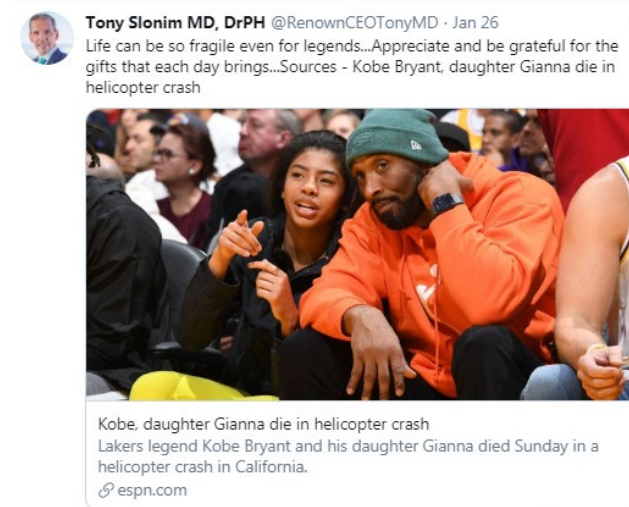 Tony Slonim MD, DrPH @RenownCEOTonyMD · Jan 26
Life can be so fragile even for legends...Appreciate and be grateful for the
gifts that each day brings...Sources - Kobe Bryant, daughter Gianna die in
helicopter crash
Kobe, daughter Gianna die in helicopter crash
Lakers legend Kobe Bryant and his daughter Gianna died Sunday in a
helicopter crash in California.
espn.com